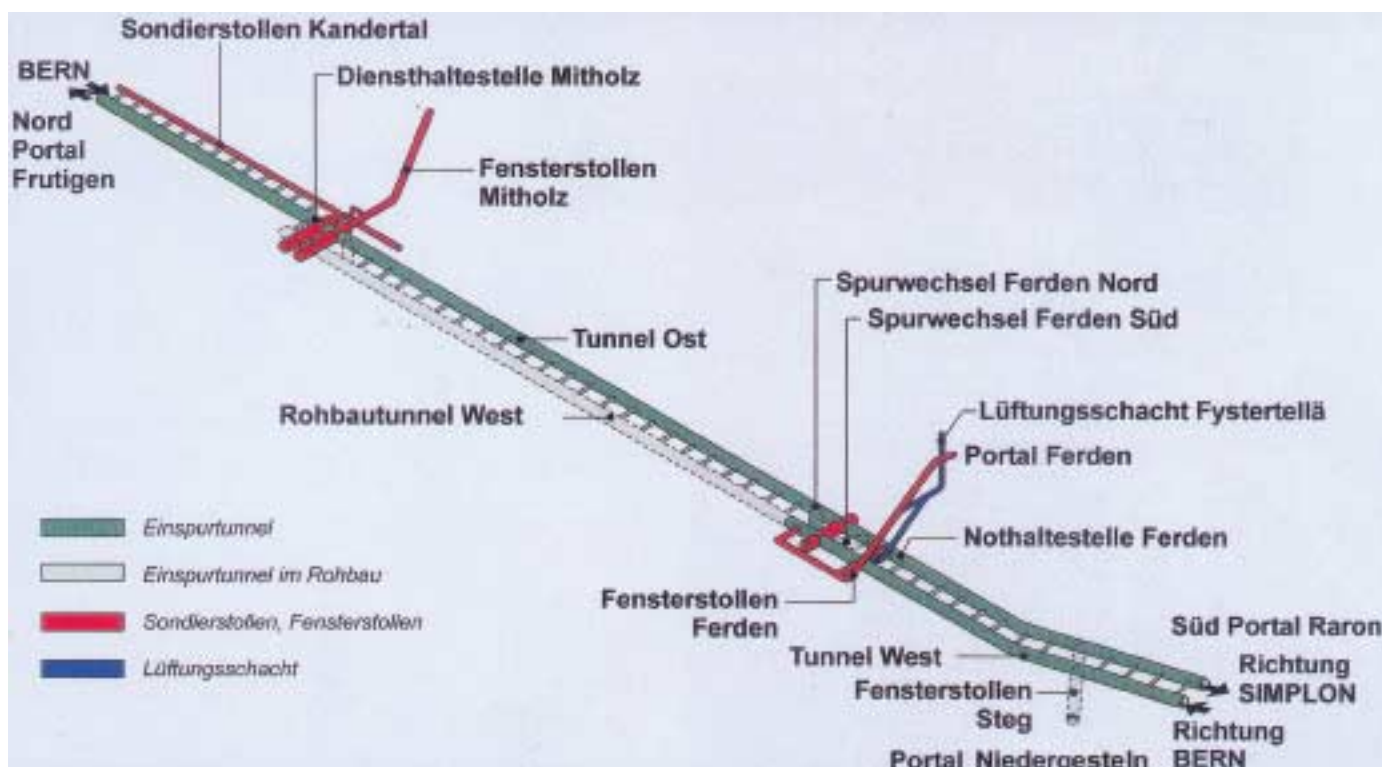 Sondierstollen Kandertal
BERN
Diensthaltestelle Mitholz
Nord
Portal
Frutigen
Fensterstollen
Mitholz
Spurwechsel Ferden Nord
Spurwechsel Ferden Süd
Tunnel Ost
Rohbautunnel West
Lüftungsschacht Fystertellä
Portal Ferden
Einspurtunnel
Nothaltestelle Ferden
Einspurtunnel im Rohbau
Fensterstollen
Ferden
Sondierstollen, Fensterstollen
Süd Portal Raron
Tunnel West
Lüftungsschacht
Richtung
SIMPLON
Fensterstollen
Steg
Richtung
BERN
Portal Niedergesteln